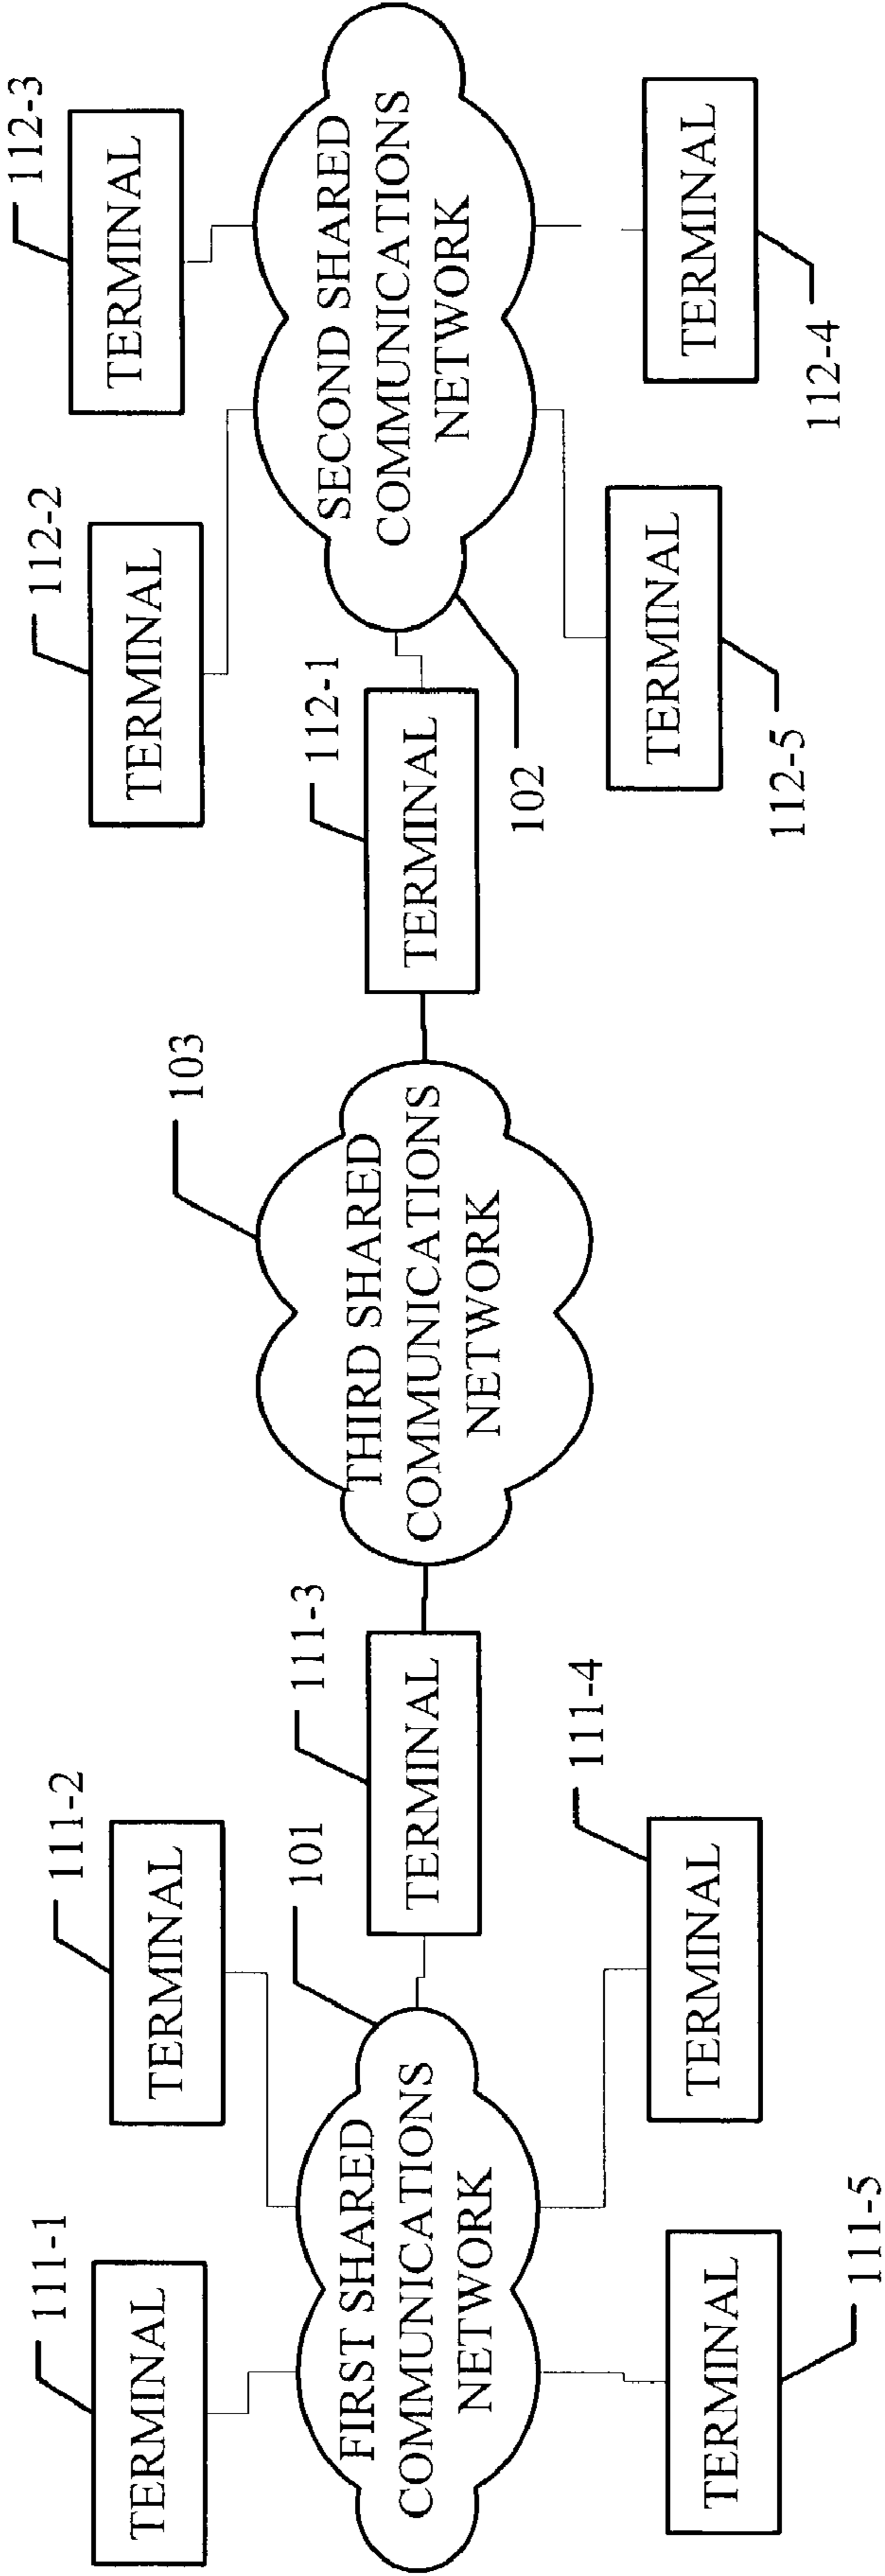 111-1
TERMINAL
111-2
TERMINAL
FIRST SHARED
COMMUNICATIONS
NETWORK
101
111-3
TERMINAL
111-4
TERMINAL
111-5
TERMINAL
103
THIRD SHARED
COMMUNICATIONS
NETWORK
112-1
TERMINAL
112-2
TERMINAL
112-3
TERMINAL
SECOND SHARED
COMMUNICATIONS
NETWORK
102
112-5
TERMINAL
112-4
TERMINAL